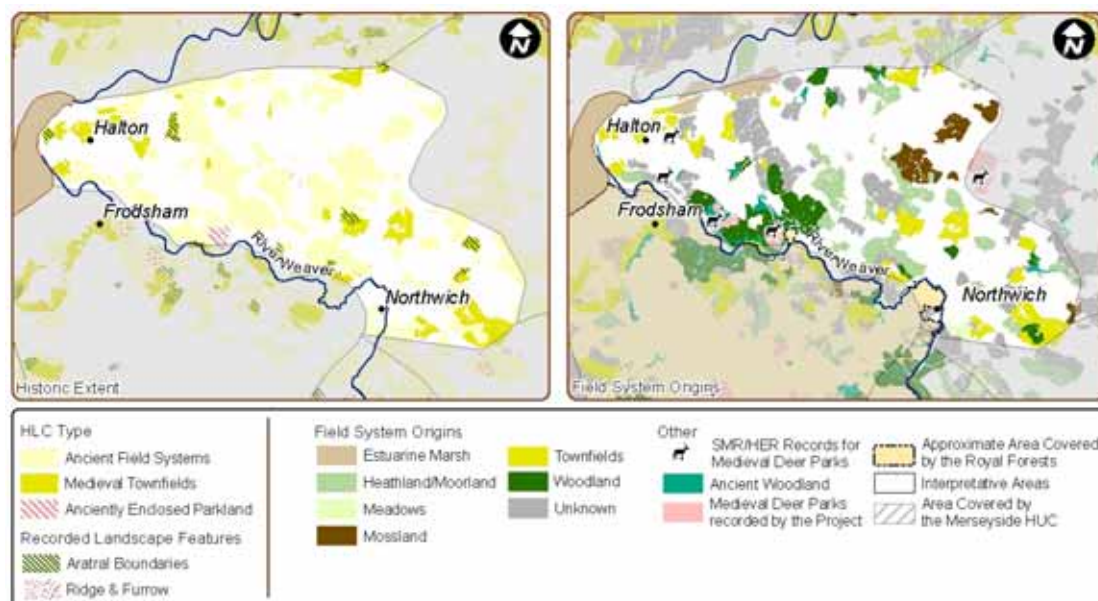 N
Halton
Frodsham
River Weaver
Northwich
Historic Extent
N
Halton
Frodsham
River Weaver
Northwich
Field System Origins
HLC Type
Ancient Field Systems
Medieval Townfields
Anciently Enclosed Parkland
Recorded Landscape Features
Aratral Boundaries
Ridge & Furrow
Field System Origins
Estuarine Marsh
Heathland/Moorland
Meadows
Mossland
Townfields
Woodland
Unknown
Other
SMR/HER Records for
Medieval Deer Parks
Ancient Woodland
Medieval Deer Parks
recorded by the Project
Approximate Area Covered
by the Royal Forests
Interpretative Areas
Area Covered by
the Merseyside HUC